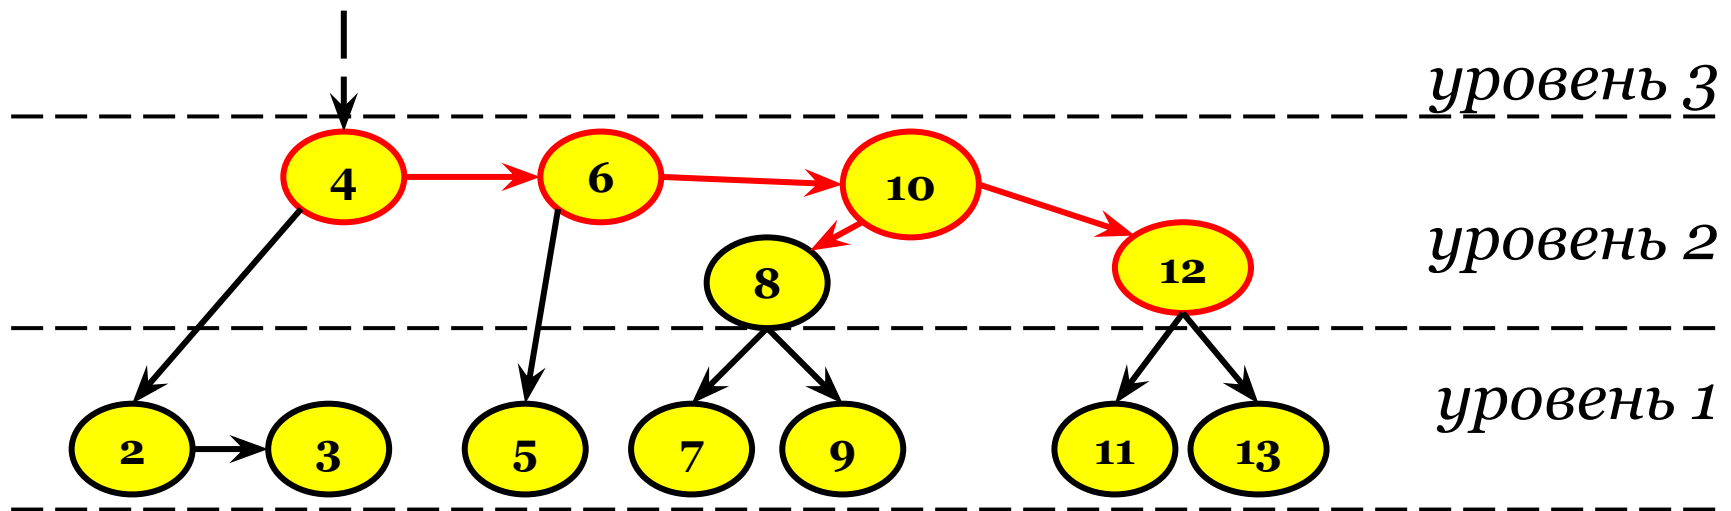 уровень 3
4 6 10
8 12 уровень 2
уровень 1
2 3 5 7 9 11 13